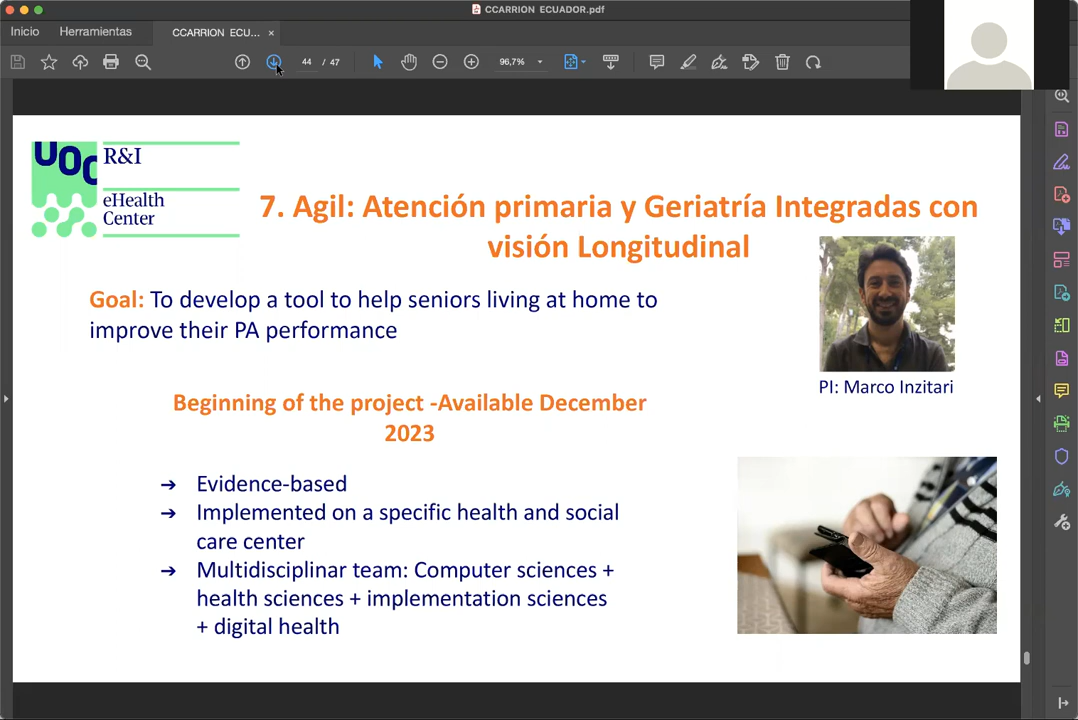 CCARRION ECUADOR.pdf
Inicio
Herramientas
CCARRION ECU... ×
44 / 47
96,7%
UOC
R&I
eHealth
Center
7. Agil: Atención primaria y Geriatría Integradas con
visión Longitudinal
Goal: To develop a tool to help seniors living at home to
improve their PA performance
PI: Marco Inzitari
Beginning of the project -Available December
2023
➔ Evidence-based
➔ Implemented on a specific health and social
care center
➔ Multidisciplinar team: Computer sciences +
health sciences + implementation sciences
+ digital health